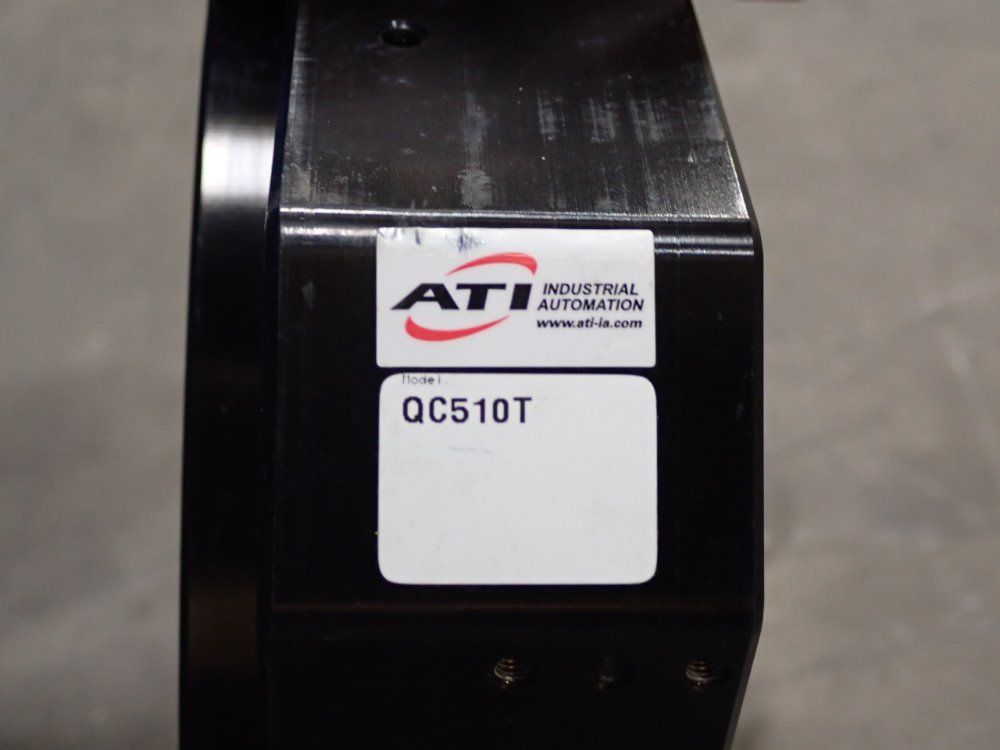 ATI INDUSTRIAL
AUTOMATION
www.ati-ia.com
Model
QC510T